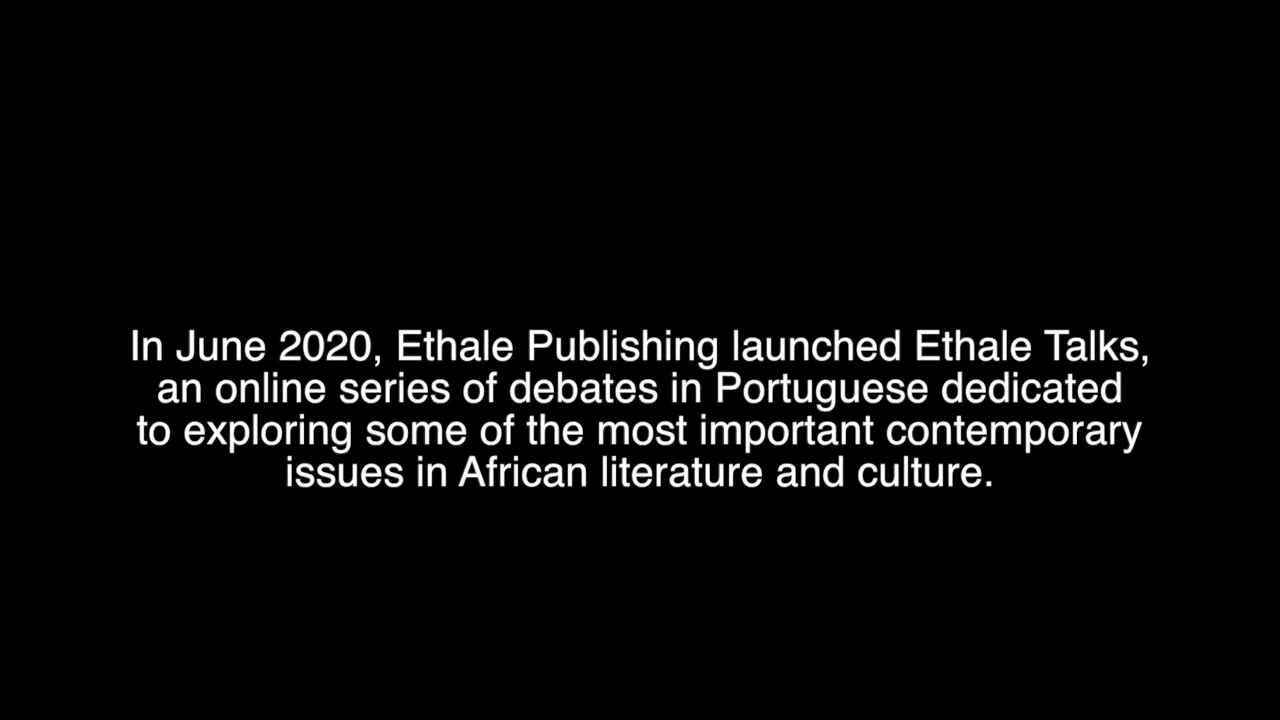 In June 2020, Ethale Publishing launched Ethale Talks,
an online series of debates in Portuguese dedicated
to exploring some of the most important contemporary
issues in African literature and culture.